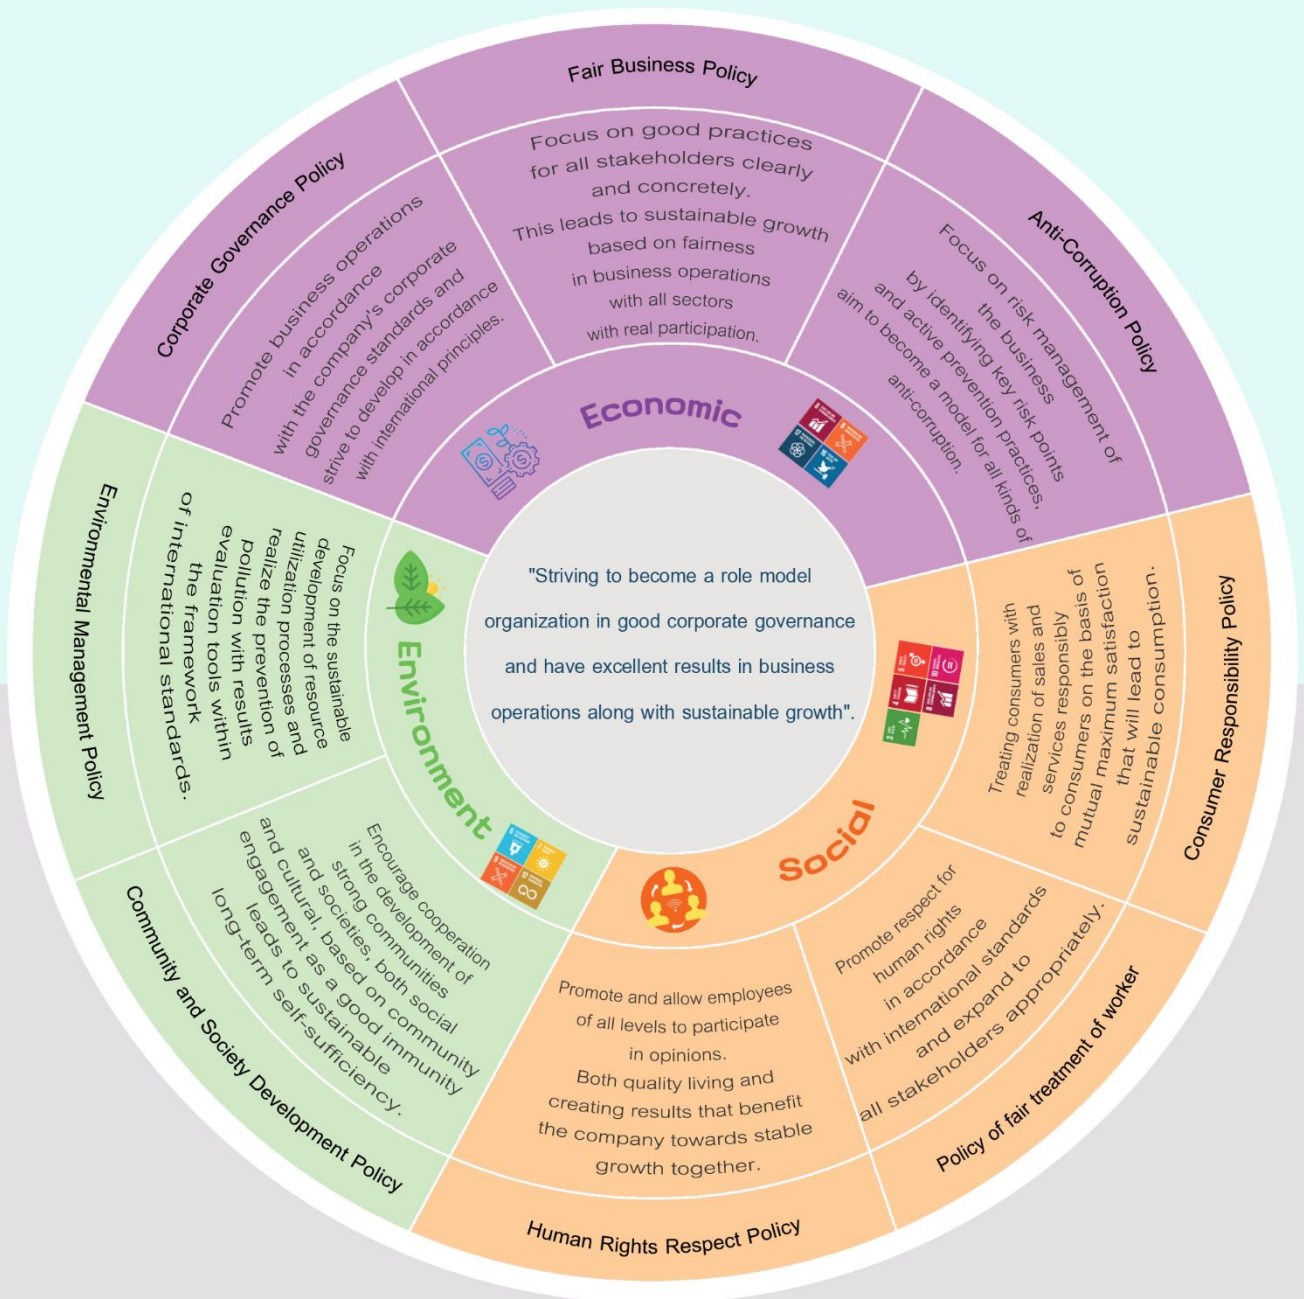 Fair Business Policy
Focus on good practices
for all stakeholders clearly
and concretely.
This leads to sustainable growth
based on fairness
in business operations
with all sectors
with real participation.
Anti-Corruption Policy
Focus on risk management of
the business
by identifying key risk points
and active prevention practices,
aim to become a model for all kinds of
anti-corruption.
Consumer Responsibility Policy
Treating consumers with
realization of sales and
services responsibly
to consumers on the basis of
mutual maximum satisfaction
that will lead to
sustainable consumption.
Policy of fair treatment of worker
Promote respect for
human rights
in accordance
with international standards
and expand to
all stakeholders appropriately.
Human Rights Respect Policy
Promote and allow employees
of all levels to participate
in opinions.
Both quality living and
creating results that benefit
the company towards stable
growth together.
Community and Society Development Policy
Encourage cooperation
in the development of
strong communities
and societies, both social
and cultural, based on community
engagement as a good immunity
leads to sustainable
long-term self-sufficiency.
Environmental Management Policy
Focus on the sustainable
development of resource
utilization processes and
realize the prevention of
pollution with results
evaluation tools within
the framework
of international standards.
Corporate Governance Policy
Promote business operations
in accordance
with the company's corporate
governance standards and
strive to develop in accordance
with international principles.
Economic
Social
Environment
"Striving to become a role model
organization in good corporate governance
and have excellent results in business
operations along with sustainable growth".